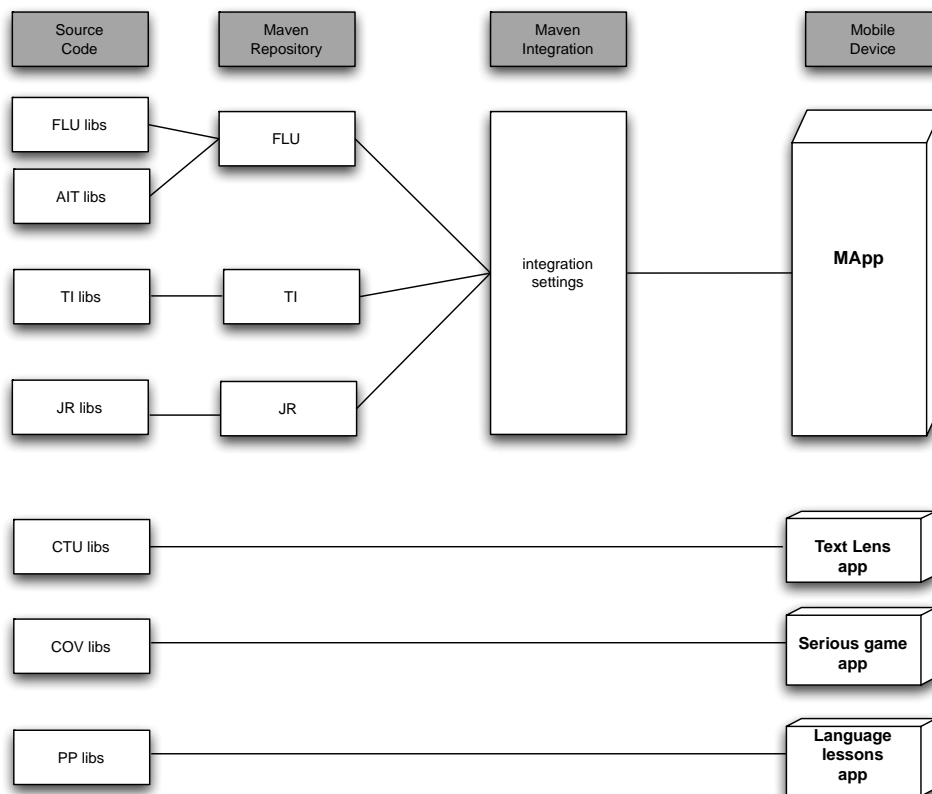 Source
Code
Maven
Repository
Maven
Integration
Mobile
Device
FLU libs
FLU
AIT libs
TI libs
TI
JR libs
JR
integration
settings
MApp
CTU libs
Text Lens
app
COV libs
Serious game
app
PP libs
Language
lessons
app